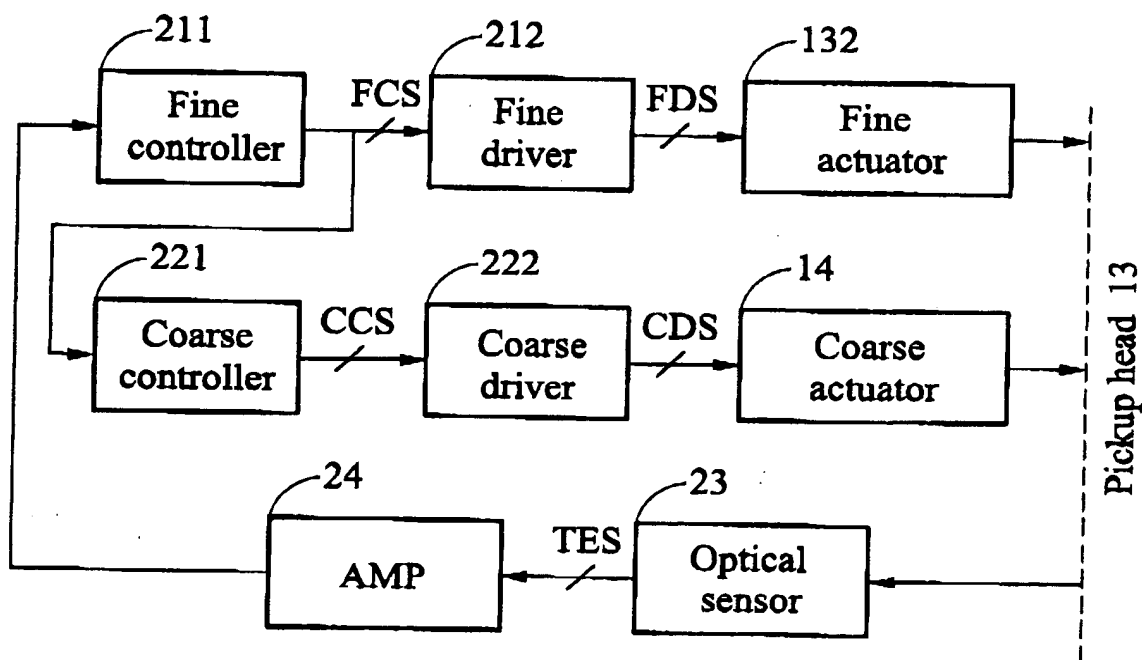 211
212
132
Fine
controller
FCS
Fine
driver
FDS
Fine
actuator
221
222
14
Coarse
controller
CCS
Coarse
driver
CDS
Coarse
actuator
Pickup head 13
24
23
AMP
TES
Optical
sensor